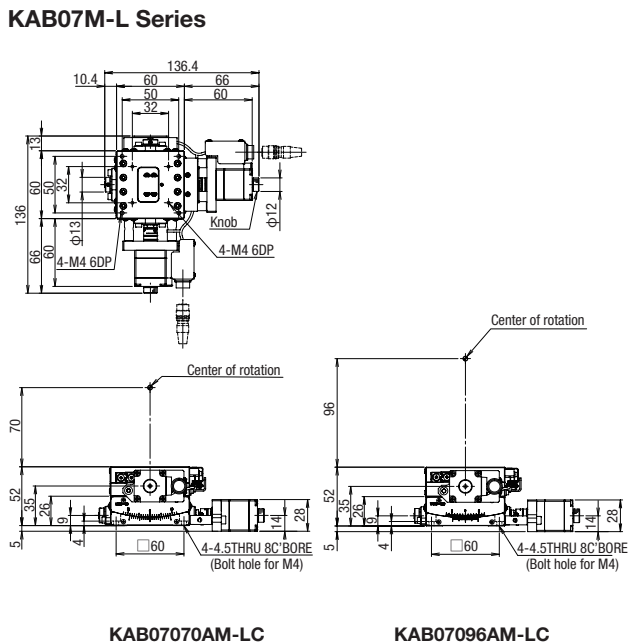 KAB07M-L Series
136.4
10.4
60
66
50
60
32
13
60
50
32
136
66
60
φ13
φ12
Knob
4-M4 6DP
4-M4 6DP
Center of rotation
70
52
35
26
9
5
4
14
28
□60
4-4.5THRU 8C'BORE
(Bolt hole for M4)
Center of rotation
96
52
35
26
9
5
4
14
28
□60
4-4.5THRU 8C'BORE
(Bolt hole for M4)
KAB07070AM-LC
KAB07096AM-LC